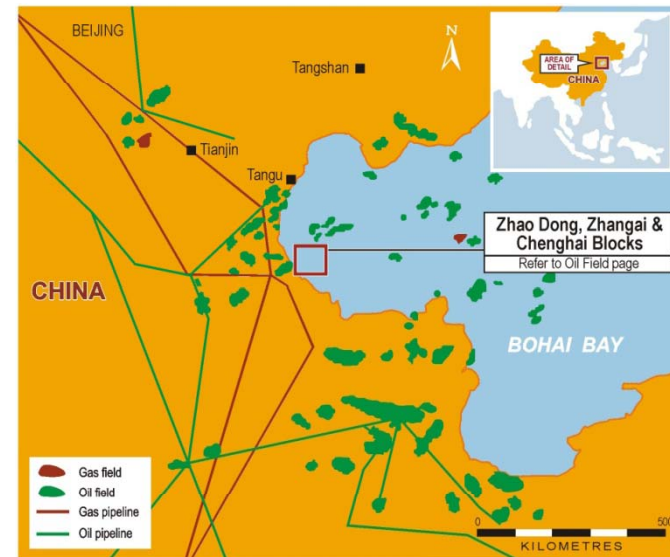 BEIJING
N
Tangshan
AREA OF
DETAIL
CHINA
Tianjin
Tangu
Zhao Dong, Zhangai &
Chenghai Blocks
Refer to Oil Field page
CHINA
BOHAI BAY
Gas field
Oil field
Gas pipeline
Oil pipeline
0
500
KILOMETRES